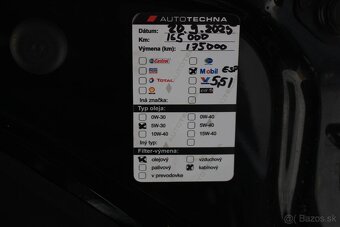 AUTOTECHNA
Dátum: 20.9.2023
Km: 165 000
Výmena (km): 175000
Castrol
Mobil ESP
TOTAL 5,5l
Iná značka:
Typ oleja:
0W-30 0W-40
5W-30 5W-40
10W-40 15W-40
Iný typ:
Filter-výmena:
olejový vzduchový
palivový kabínový
v prevodovke
© bazos.sk